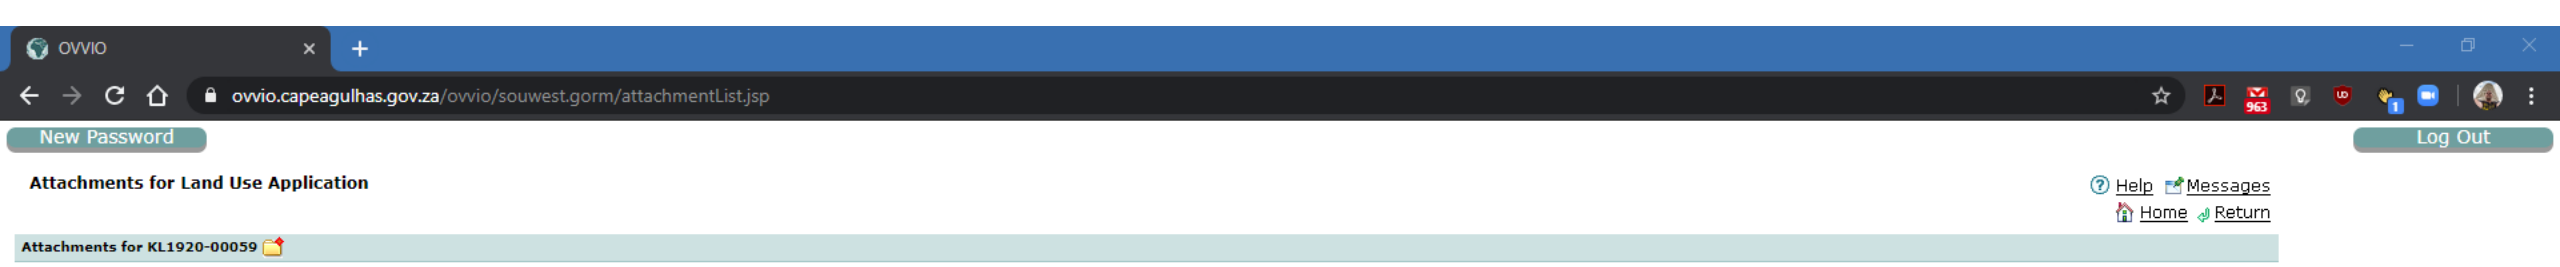 OVVIO
ovvio.capeagulhas.gov.za/ovvio/souwest.gorm/attachmentList.jsp
963
1
New Password
Log Out
Attachments for Land Use Application
Help Messages
Home Return
Attachments for KL1920-00059